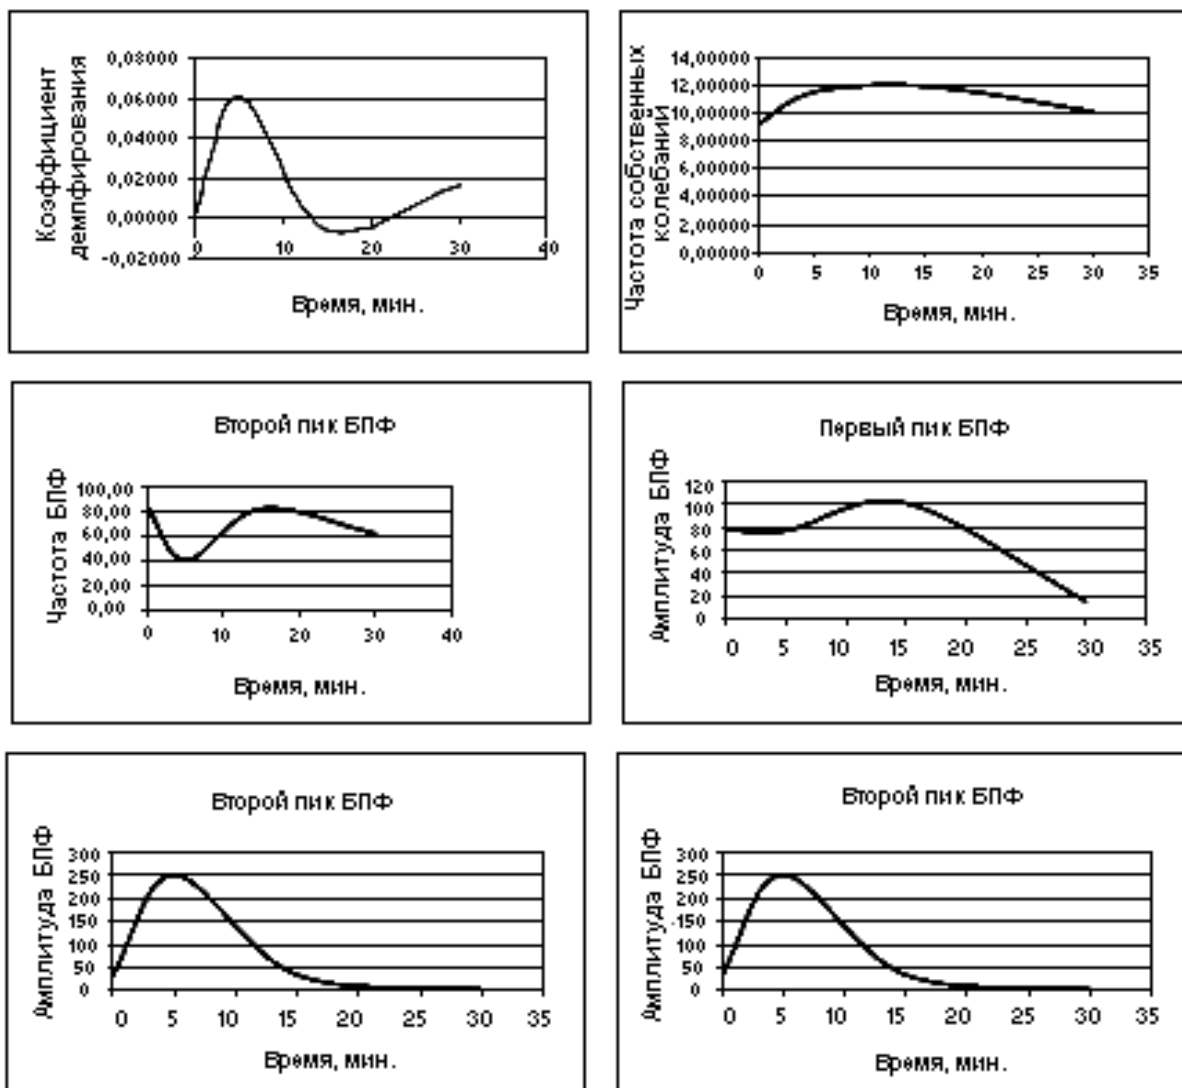 Коэффициент
демпфирования
0,08000
0,06000
0,04000
0,02000
0,00000
-0,02000
0 10 20 30 40
Время, мин.
Частота собственных
колебаний
14,00000
12,00000
10,00000
8,00000
6,00000
4,00000
2,00000
0,00000
0 5 10 15 20 25 30 35
Время, мин.
Второй пик БПФ
Частота БПФ
100,00
80,00
60,00
40,00
20,00
0,00
0 10 20 30 40
Время, мин.
Первый пик БПФ
Амплитуда БПФ
120
100
80
60
40
20
0
0 5 10 15 20 25 30 35
Время, мин.
Второй пик БПФ
Амплитуда БПФ
300
250
200
150
100
50
0
0 5 10 15 20 25 30 35
Время, мин.
Второй пик БПФ
Амплитуда БПФ
300
250
200
150
100
50
0
0 5 10 15 20 25 30 35
Время, мин.